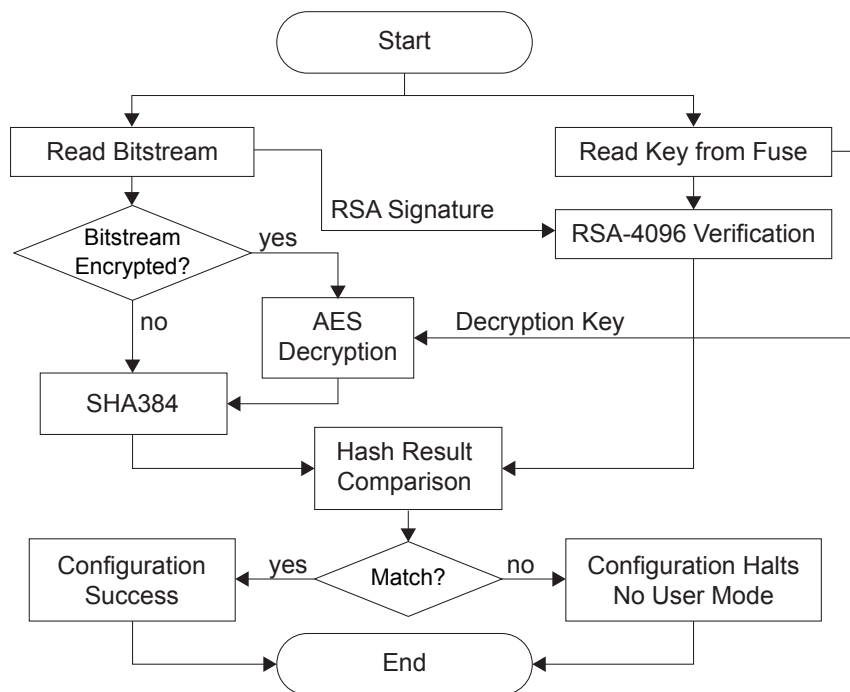 Start
Read Bitstream
Read Key from Fuse
RSA Signature
RSA-4096 Verification
Bitstream
Encrypted?
yes
no
AES
Decryption
Decryption Key
SHA384
Hash Result
Comparison
Match?
yes
no
Configuration
Success
Configuration Halts
No User Mode
End